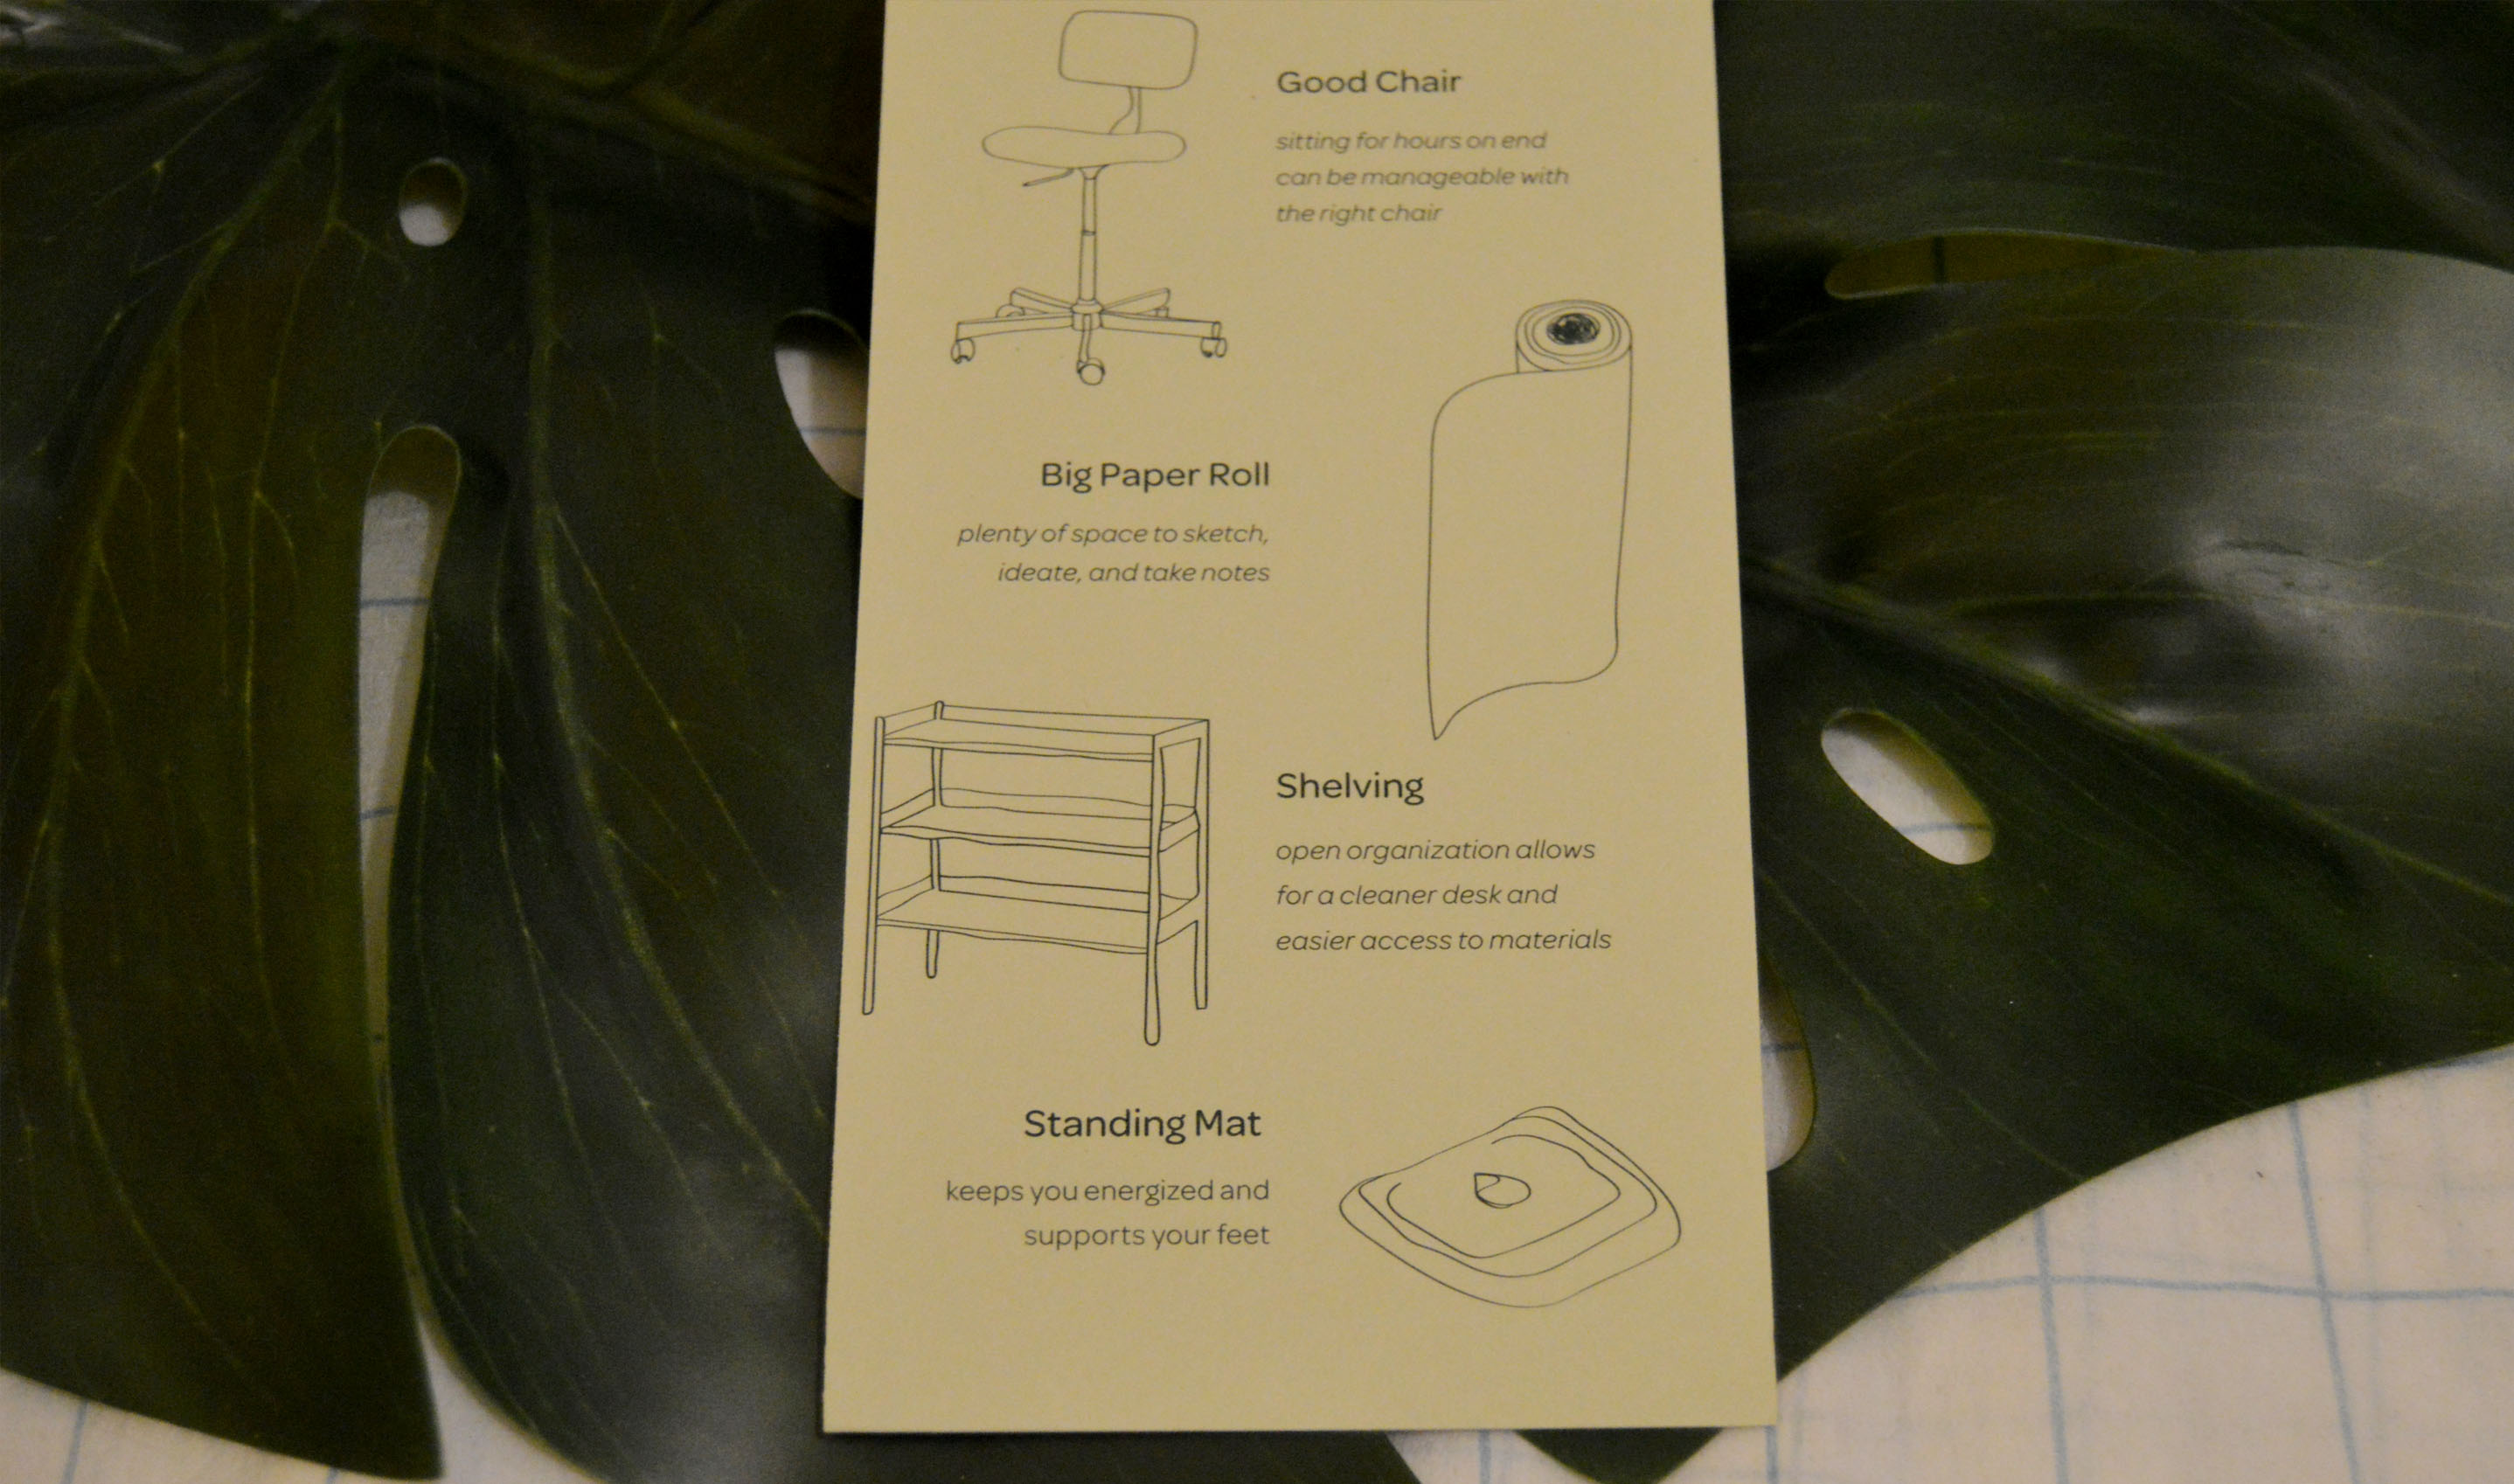 Good Chair
sitting for hours on end
can be manageable with
the right chair
Big Paper Roll
plenty of space to sketch,
ideate, and take notes
Shelving
open organization allows
for a cleaner desk and
easier access to materials
Standing Mat
keeps you energized and
supports your feet